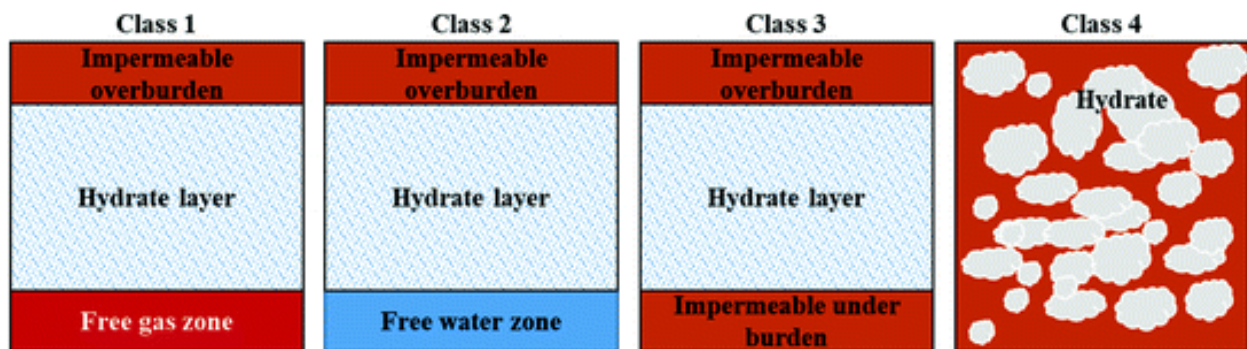 Class 1
Impermeable
overburden
Hydrate layer
Free gas zone
Class 2
Impermeable
overburden
Hydrate layer
Free water zone
Class 3
Impermeable
overburden
Hydrate layer
Impermeable under
burden
Class 4
Hydrate